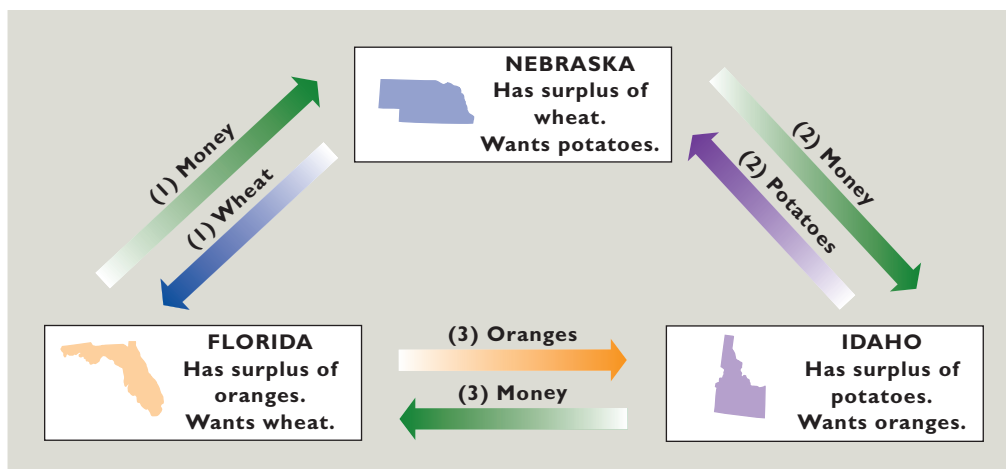 NEBRASKA
Has surplus of
wheat.
Wants potatoes.
(1) Money
(1) Wheat
(2) Money
(2) Potatoes
FLORIDA
Has surplus of
oranges.
Wants wheat.
(3) Oranges
(3) Money
IDAHO
Has surplus of
potatoes.
Wants oranges.